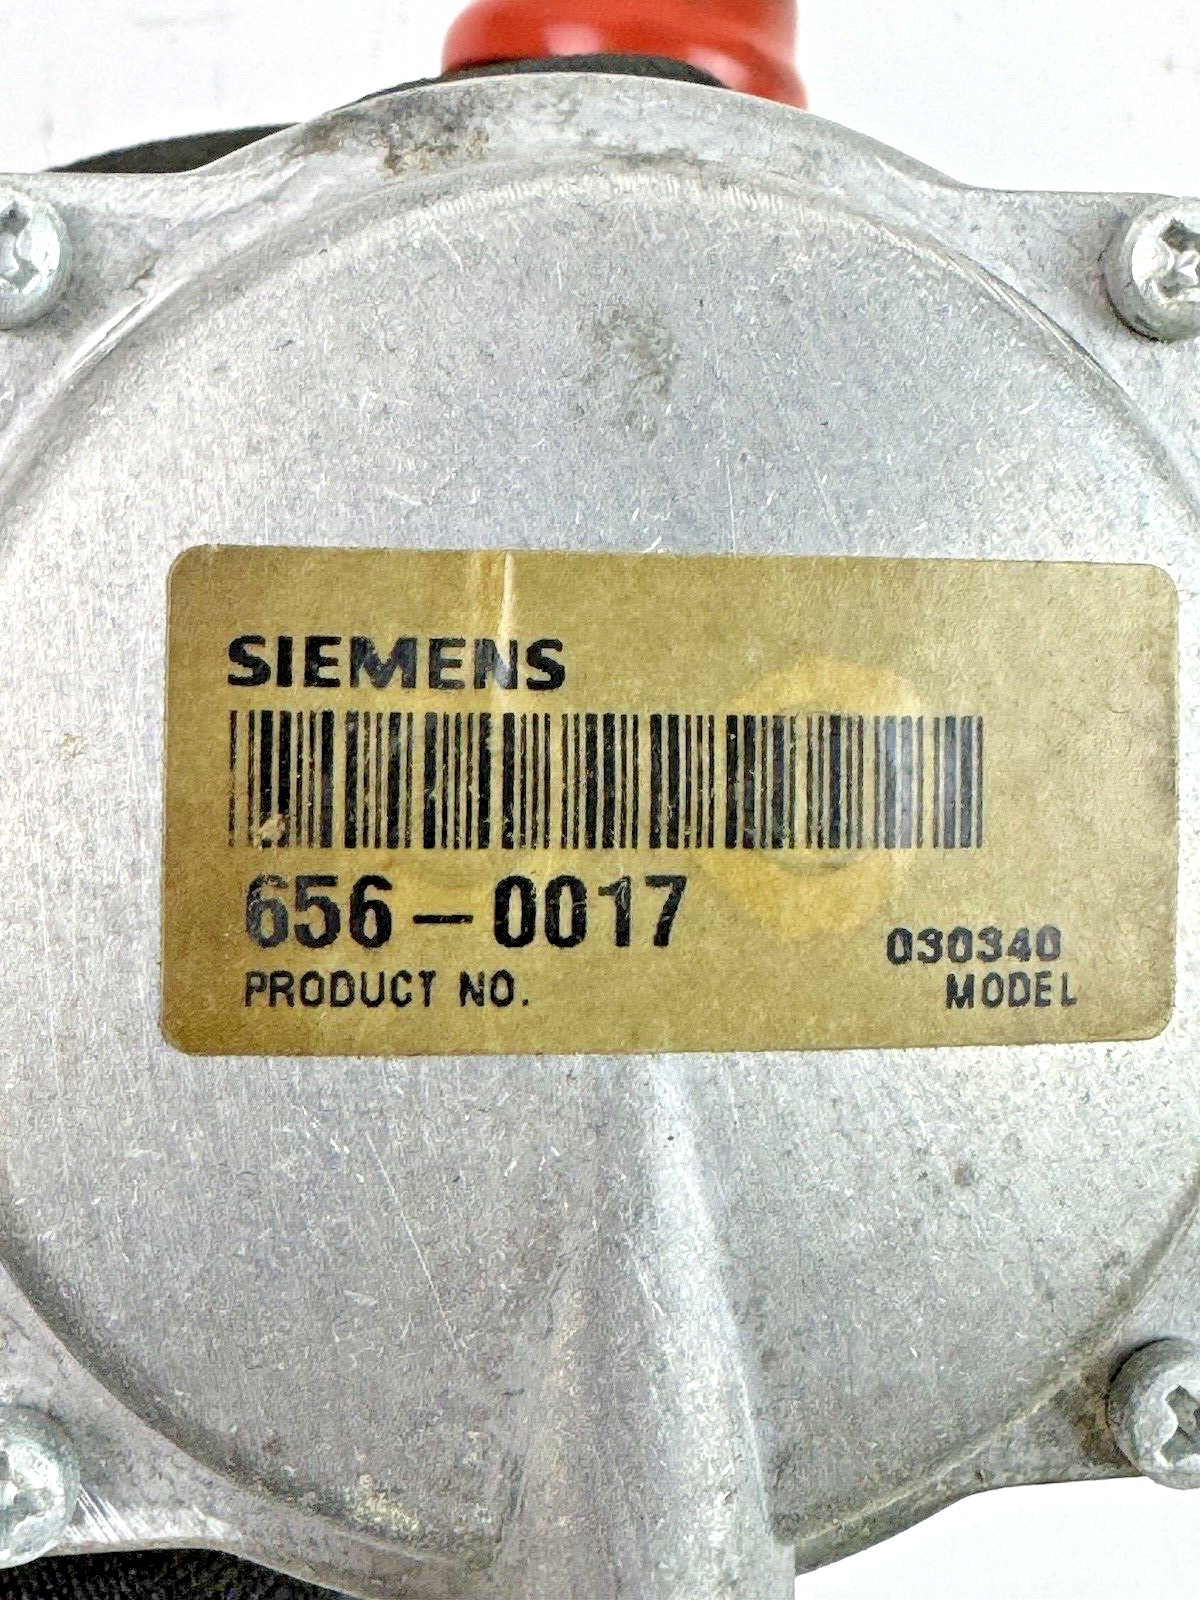 SIEMENS
656-0017
030340
PRODUCT NO.
MODEL